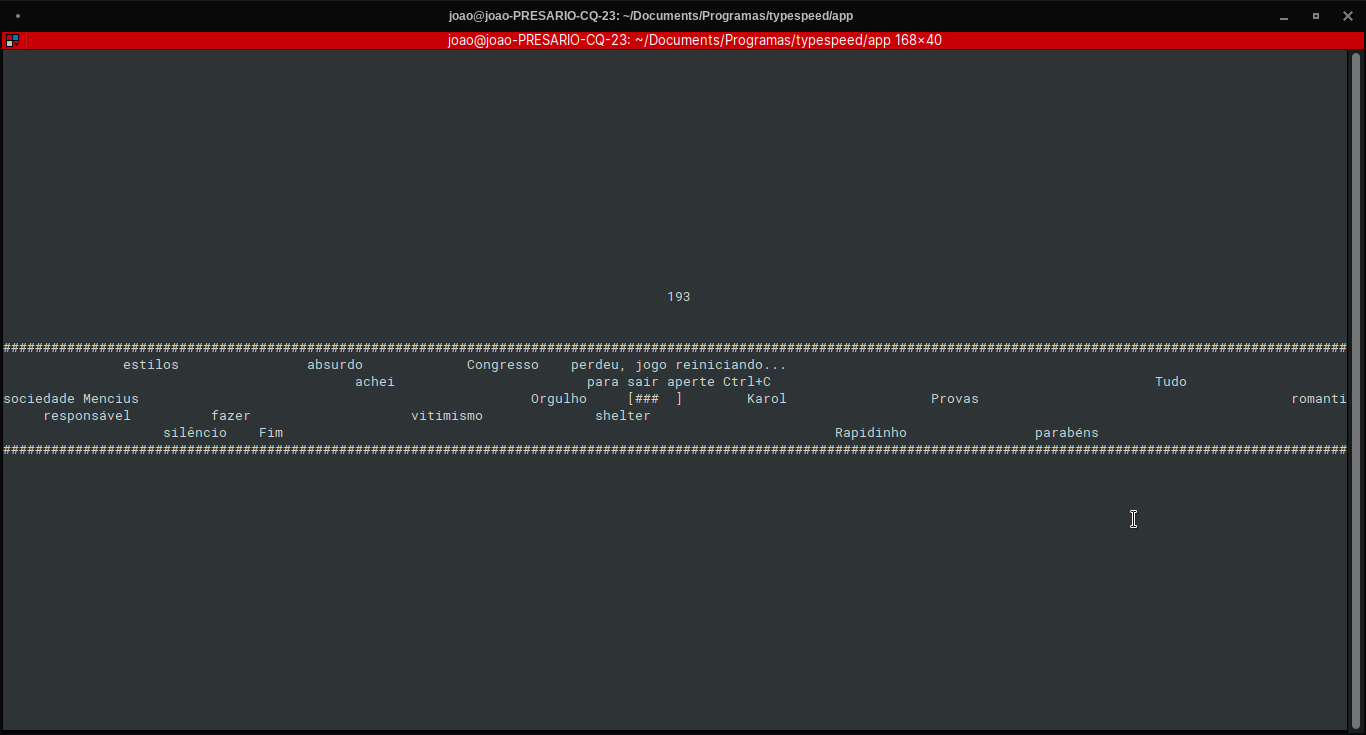 joao@joao-PRESARIO-CQ-23: ~/Documents/Programas/typespeed/app
joao@joao-PRESARIO-CQ-23: ~/Documents/Programas/typespeed/app 168×40
193
########################################################################################################################################################################
estilos absurdo Congresso perdeu, jogo reiniciando...
achei para sair aperte Ctrl+C Tudo
sociedade Mencius Orgulho [### ] Karol Provas romanti
responsável fazer vitimismo shelter
silêncio Fim Rapidinho parabéns
########################################################################################################################################################################